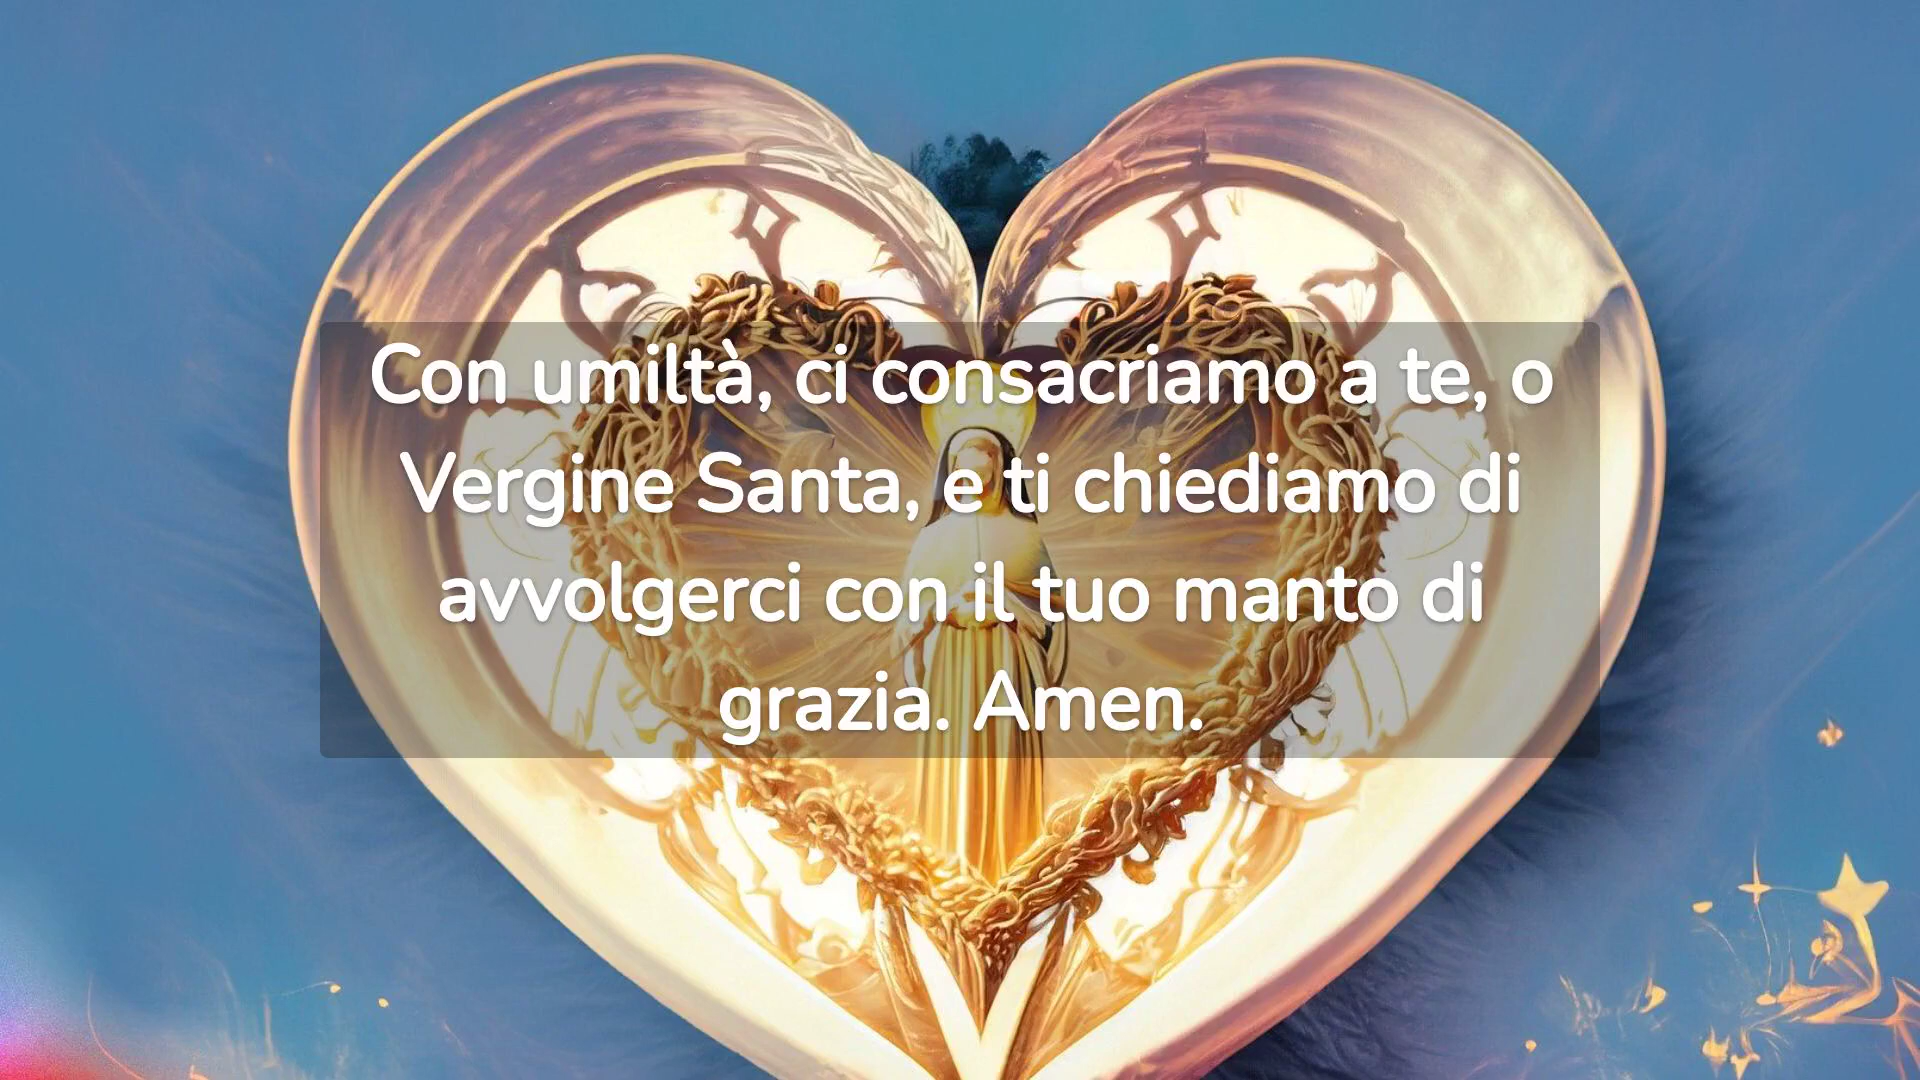 Con umiltà, ci consacriamo a te, o
Vergine Santa, e ti chiediamo di
avvolgerci con il tuo manto di
grazia. Amen.